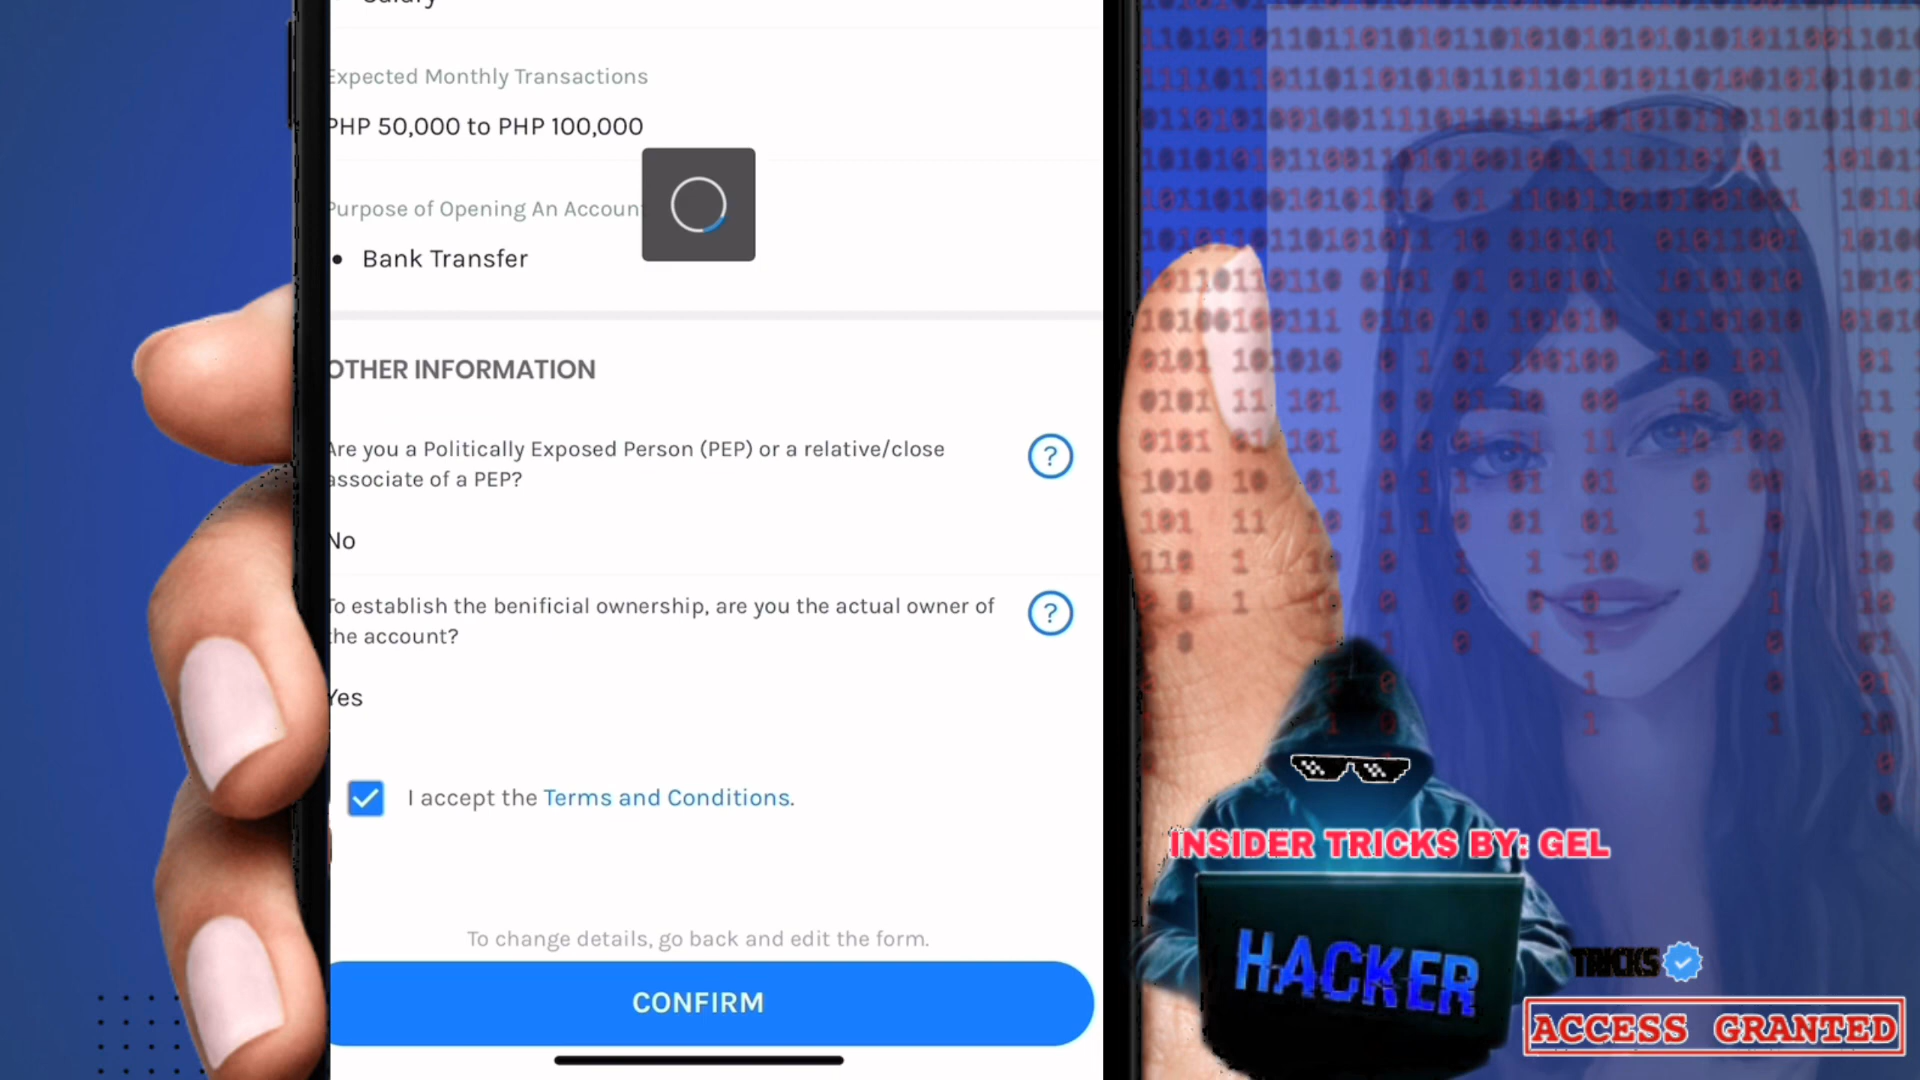 Salary
Expected Monthly Transactions
PHP 50,000 to PHP 100,000
Purpose of Opening An Accoun
Bank Transfer
OTHER INFORMATION
Are you a Politically Exposed Person (PEP) or a relative/close
associate of a PEP?
?
No
To establish the benificial ownership, are you the actual owner of
the account?
?
Yes
I accept the Terms and Conditions.
To change details, go back and edit the form.
CONFIRM
INSIDER TRICKS BY: GEL
HACKER
TRICKS
ACCESS GRANTED